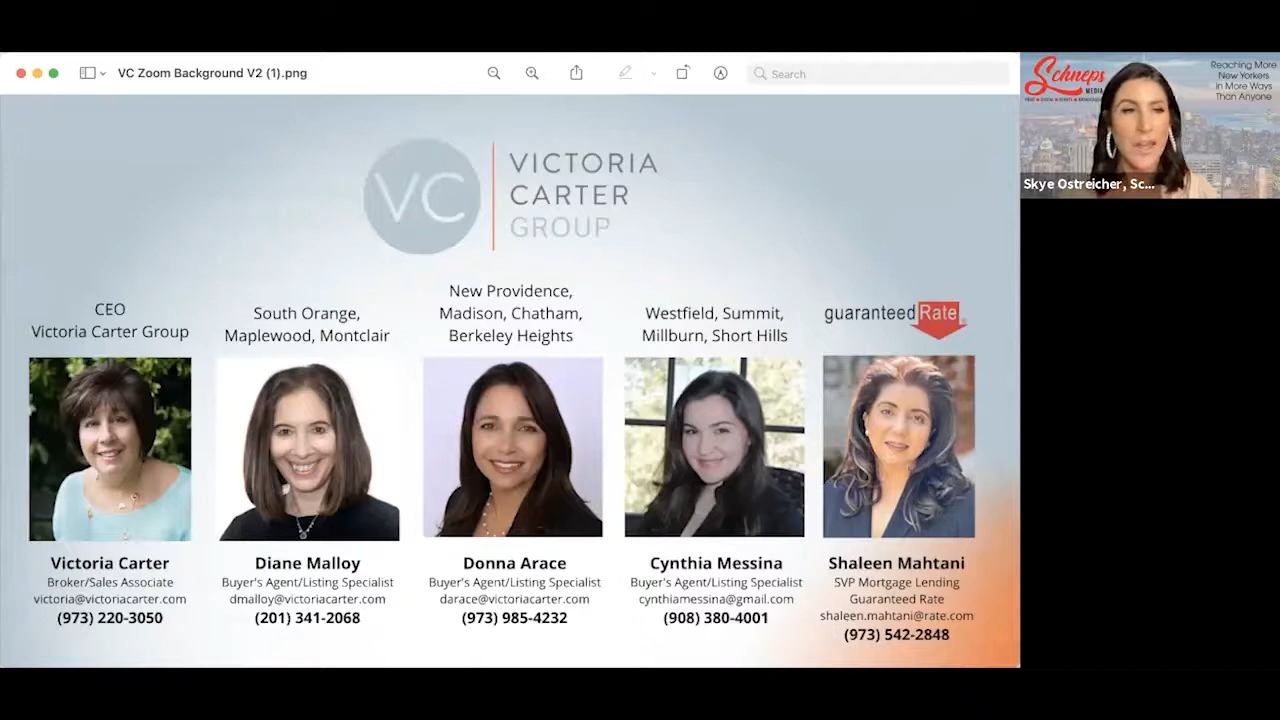 VC Zoom Background V2 (1).png
Search
Schneps
MEDIA
Reaching More
New Yorkers
In More Ways
Than Anyone
Skye Ostreicher, Sc...
VC
VICTORIA
CARTER
GROUP
CEO
Victoria Carter Group
South Orange,
Maplewood, Montclair
New Providence,
Madison, Chatham,
Berkeley Heights
Westfield, Summit,
Millburn, Short Hills
guaranteedRate
Victoria Carter
Broker/Sales Associate
victoria@victoriacarter.com
(973) 220-3050
Diane Malloy
Buyer's Agent/Listing Specialist
dmalloy@victoriacarter.com
(201) 341-2068
Donna Arace
Buyer's Agent/Listing Specialist
darace@victoriacarter.com
(973) 985-4232
Cynthia Messina
Buyer's Agent/Listing Specialist
cynthiamessina@gmail.com
(908) 380-4001
Shaleen Mahtani
SVP Mortgage Lending
Guaranteed Rate
shaleen.mahtani@rate.com
(973) 542-2848